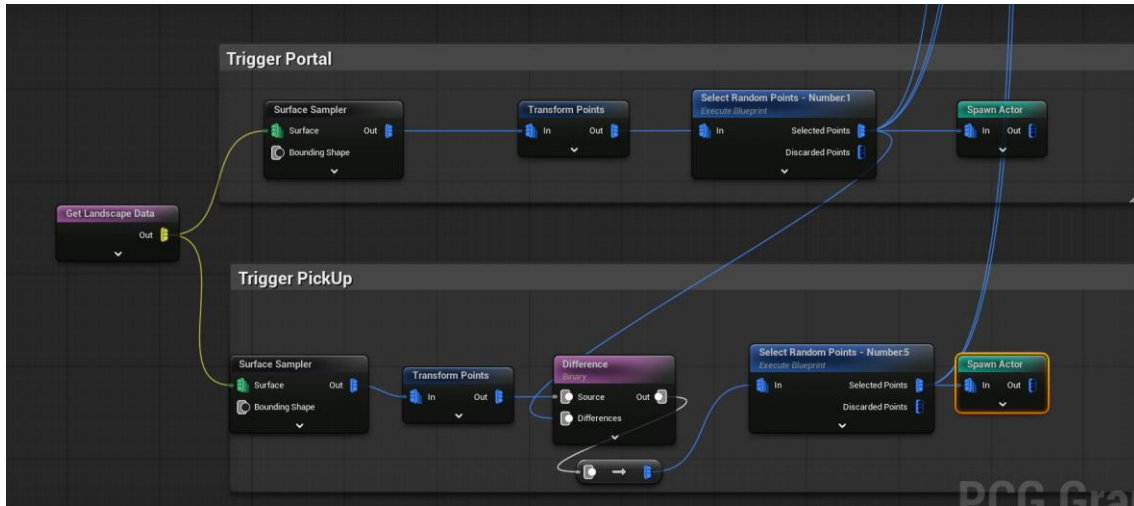 Trigger Portal
Surface Sampler
Surface
Out
Bounding Shape
Transform Points
In
Out
Select Random Points - Number:1
Execute Blueprint
In
Selected Points
Discarded Points
Spawn Actor
In
Out
Get Landscape Data
Out
Trigger PickUp
Surface Sampler
Surface
Out
Bounding Shape
Transform Points
In
Out
Difference
Binary
Source
Out
Differences
Select Random Points - Number:5
Execute Blueprint
In
Selected Points
Discarded Points
Spawn Actor
In
Out
PCG Gra